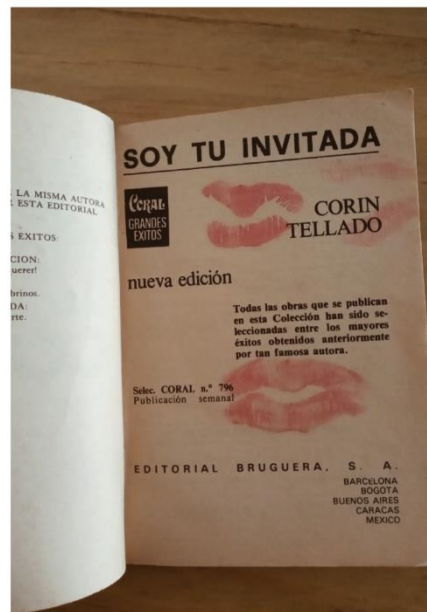 LA MISMA AUTORA
ESTA EDITORIAL
EXITOS:
CION:
uerer!
brinos.
DA:
rte.
SOY TU INVITADA
CORAL
GRANDES
EXITOS
CORIN
TELLADO
nueva edición
Todas las obras que se publican
en esta Colección han sido se-
leccionadas entre los mayores
éxitos obtenidos anteriormente
por tan famosa autora.
Selec. CORAL n.º 796
Publicación semanal
EDITORIAL BRUGUERA, S. A.
BARCELONA
BOGOTA
BUENOS AIRES
CARACAS
MEXICO